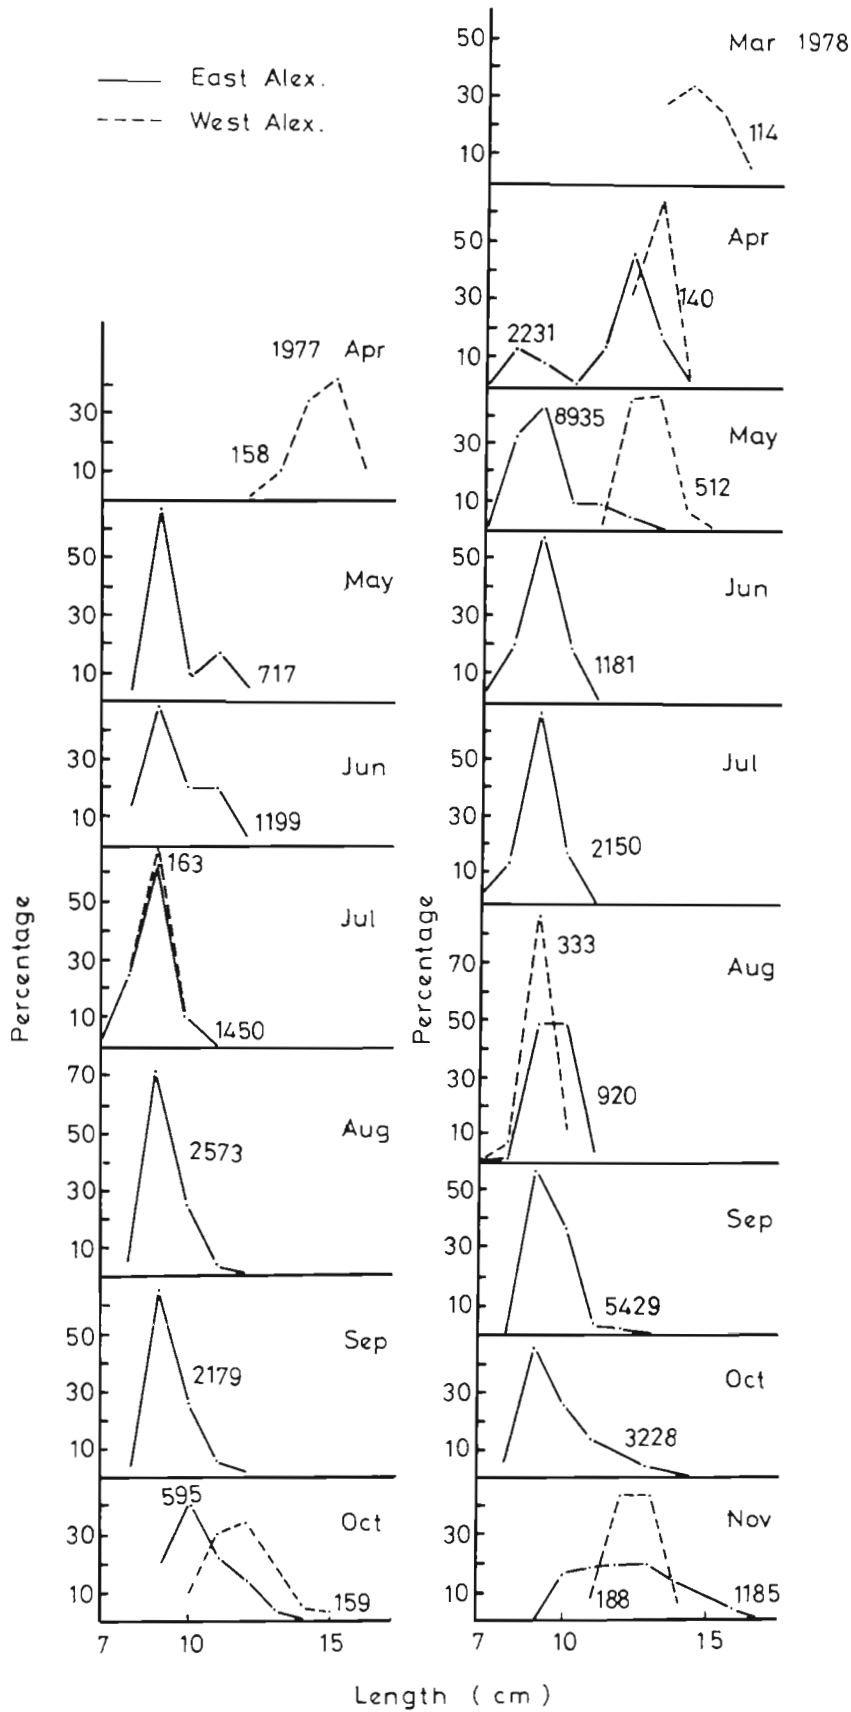 East Alex.
West Alex.
Percentage
1977 Apr
30
10
158
May
50
30
10
717
Jun
30
10
1199
Jul
50
30
10
163
1450
Aug
70
50
30
10
2573
Sep
50
30
10
2179
Oct
30
10
595
159
7 10 15
Percentage
Mar 1978
50
30
10
114
Apr
50
30
10
2231
140
May
30
10
8935
512
Jun
50
30
10
1181
Jul
50
30
10
2150
Aug
70
50
30
10
333
920
Sep
50
30
10
5429
Oct
30
10
3228
Nov
30
10
188
1185
7 10 15
Length (cm)